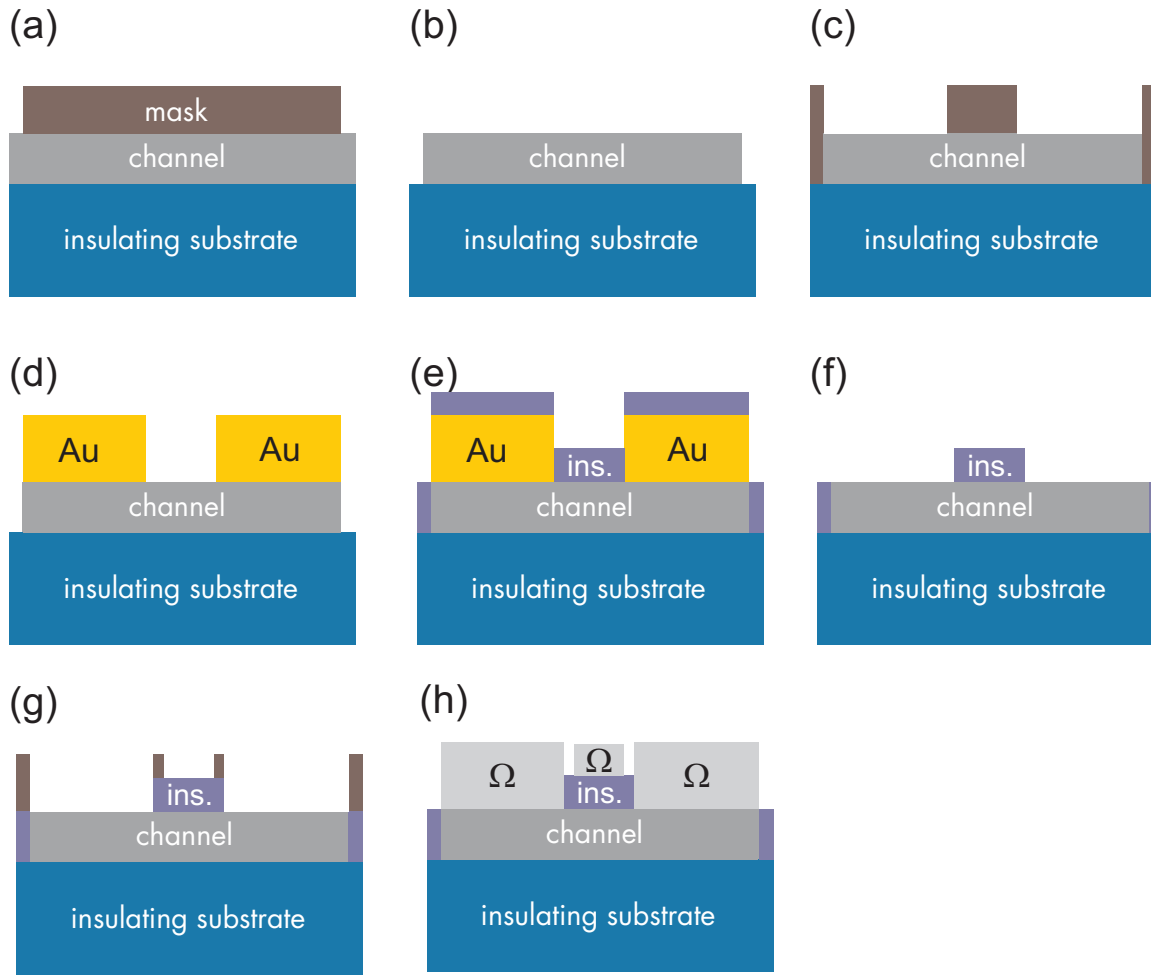 (a)
mask
channel
insulating substrate
(b)
channel
insulating substrate
(c)
channel
insulating substrate
(d)
Au
Au
channel
insulating substrate
(e)
Au
ins.
Au
channel
insulating substrate
(f)
ins.
channel
insulating substrate
(g)
ins.
channel
insulating substrate
(h)
Ω
Ω
Ω
ins.
channel
insulating substrate